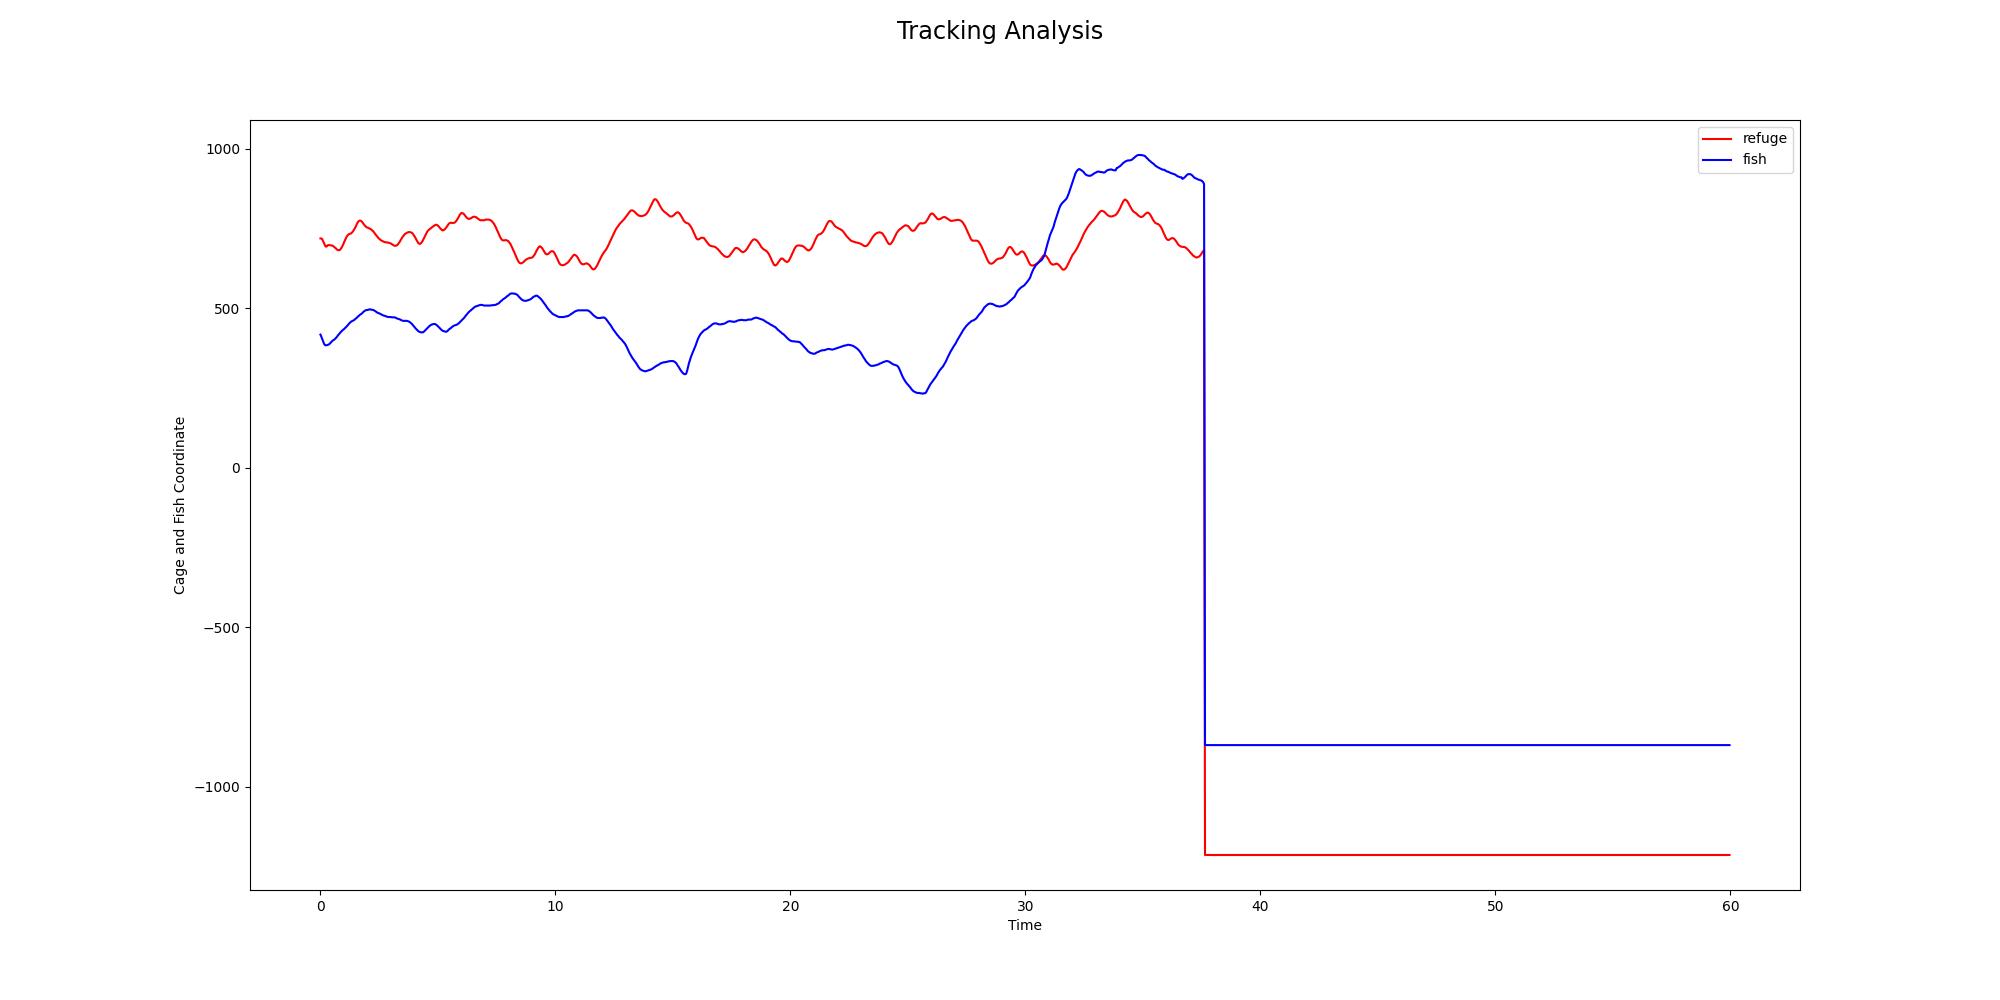 Tracking Analysis
refuge
fish
1000
500
0
−500
−1000
Cage and Fish Coordinate
0 10 20 30 40 50 60
Time